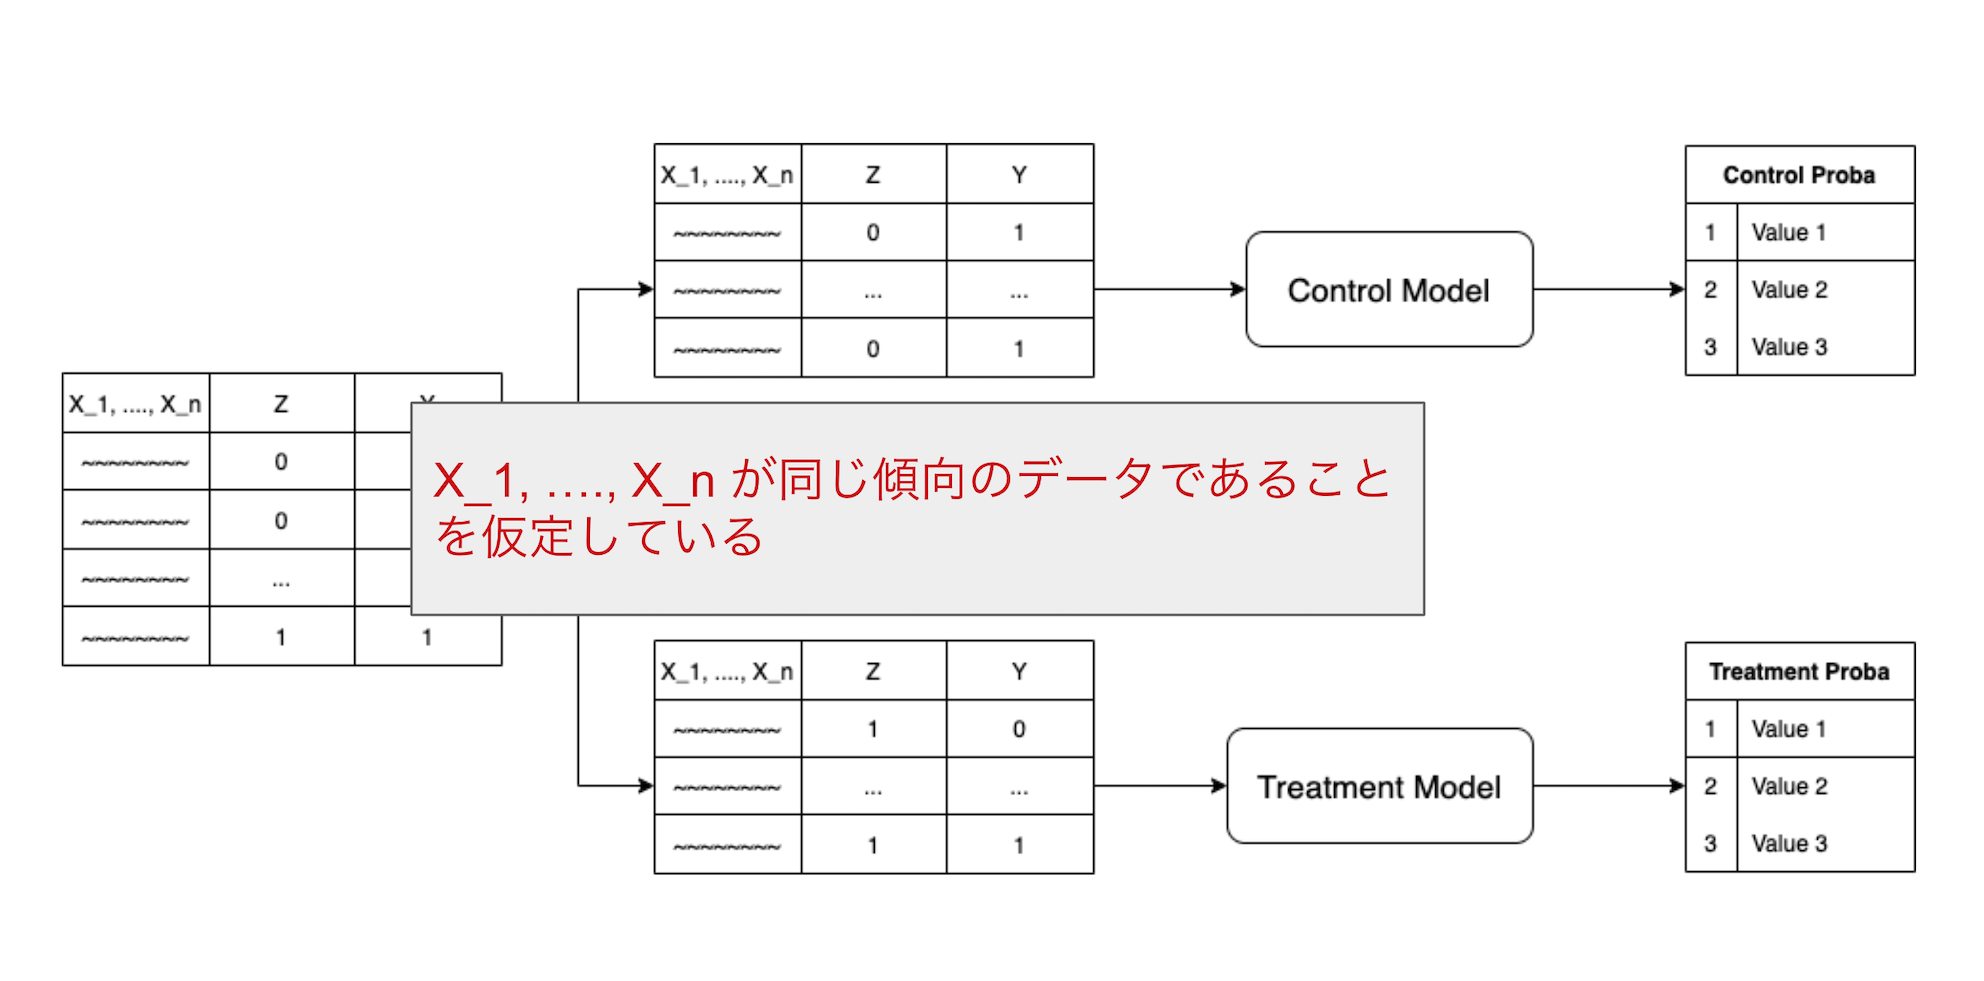 X_1, ...., X_n Z Y
~~~~~~~~ 0 1
~~~~~~~~ ... ...
~~~~~~~~ 0 1
Control Model
Control Proba
1 Value 1
2 Value 2
3 Value 3
X_1, ...., X_n Z
~~~~~~~~ 0
~~~~~~~~ 0
~~~~~~~~ ...
~~~~~~~~ 1 1
X_1, …., X_n が同じ傾向のデータであること
を仮定している
X_1, ...., X_n Z Y
~~~~~~~~ 1 0
~~~~~~~~ ... ...
~~~~~~~~ 1 1
Treatment Model
Treatment Proba
1 Value 1
2 Value 2
3 Value 3